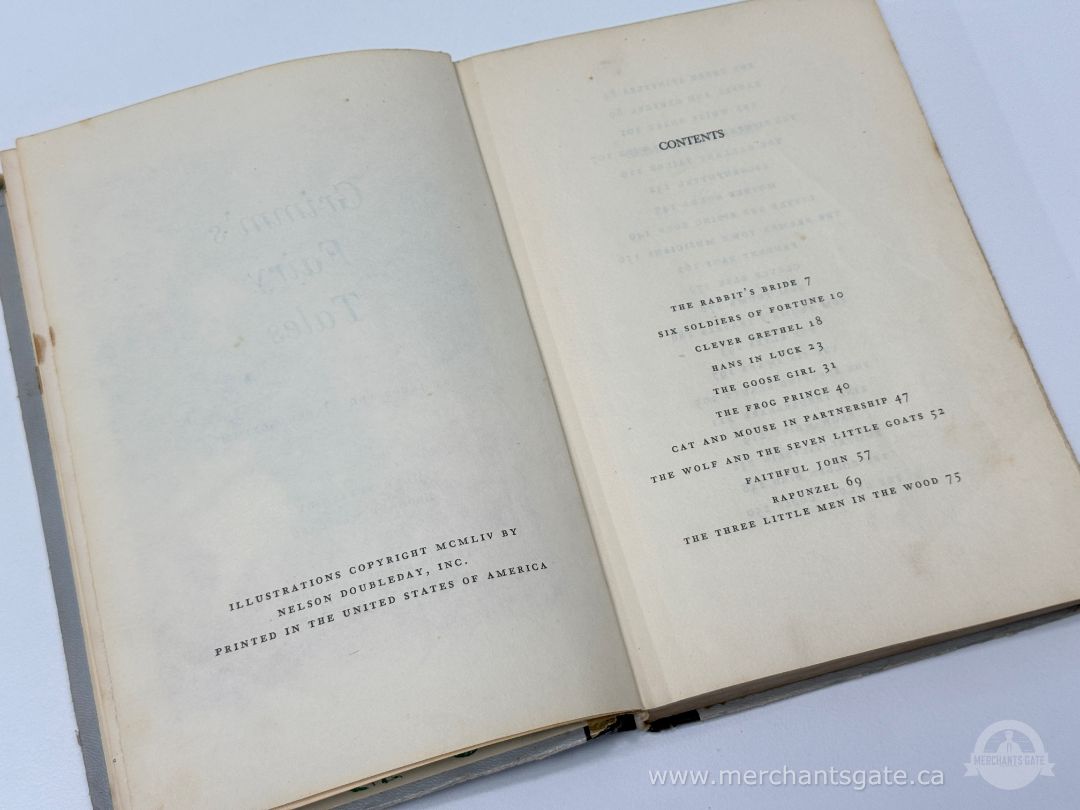 Grimm's
Fairy
Tales
ILLUSTRATIONS COPYRIGHT MCMLIV BY
NELSON DOUBLEDAY, INC.
PRINTED IN THE UNITED STATES OF AMERICA
CONTENTS
THE RABBIT'S BRIDE 7
SIX SOLDIERS OF FORTUNE 10
CLEVER GRETHEL 18
HANS IN LUCK 23
THE GOOSE GIRL 31
THE FROG PRINCE 40
CAT AND MOUSE IN PARTNERSHIP 47
THE WOLF AND THE SEVEN LITTLE GOATS 52
FAITHFUL JOHN 57
RAPUNZEL 69
THE THREE LITTLE MEN IN THE WOOD 75
www.merchantsgate.ca
MERCHANTS GATE